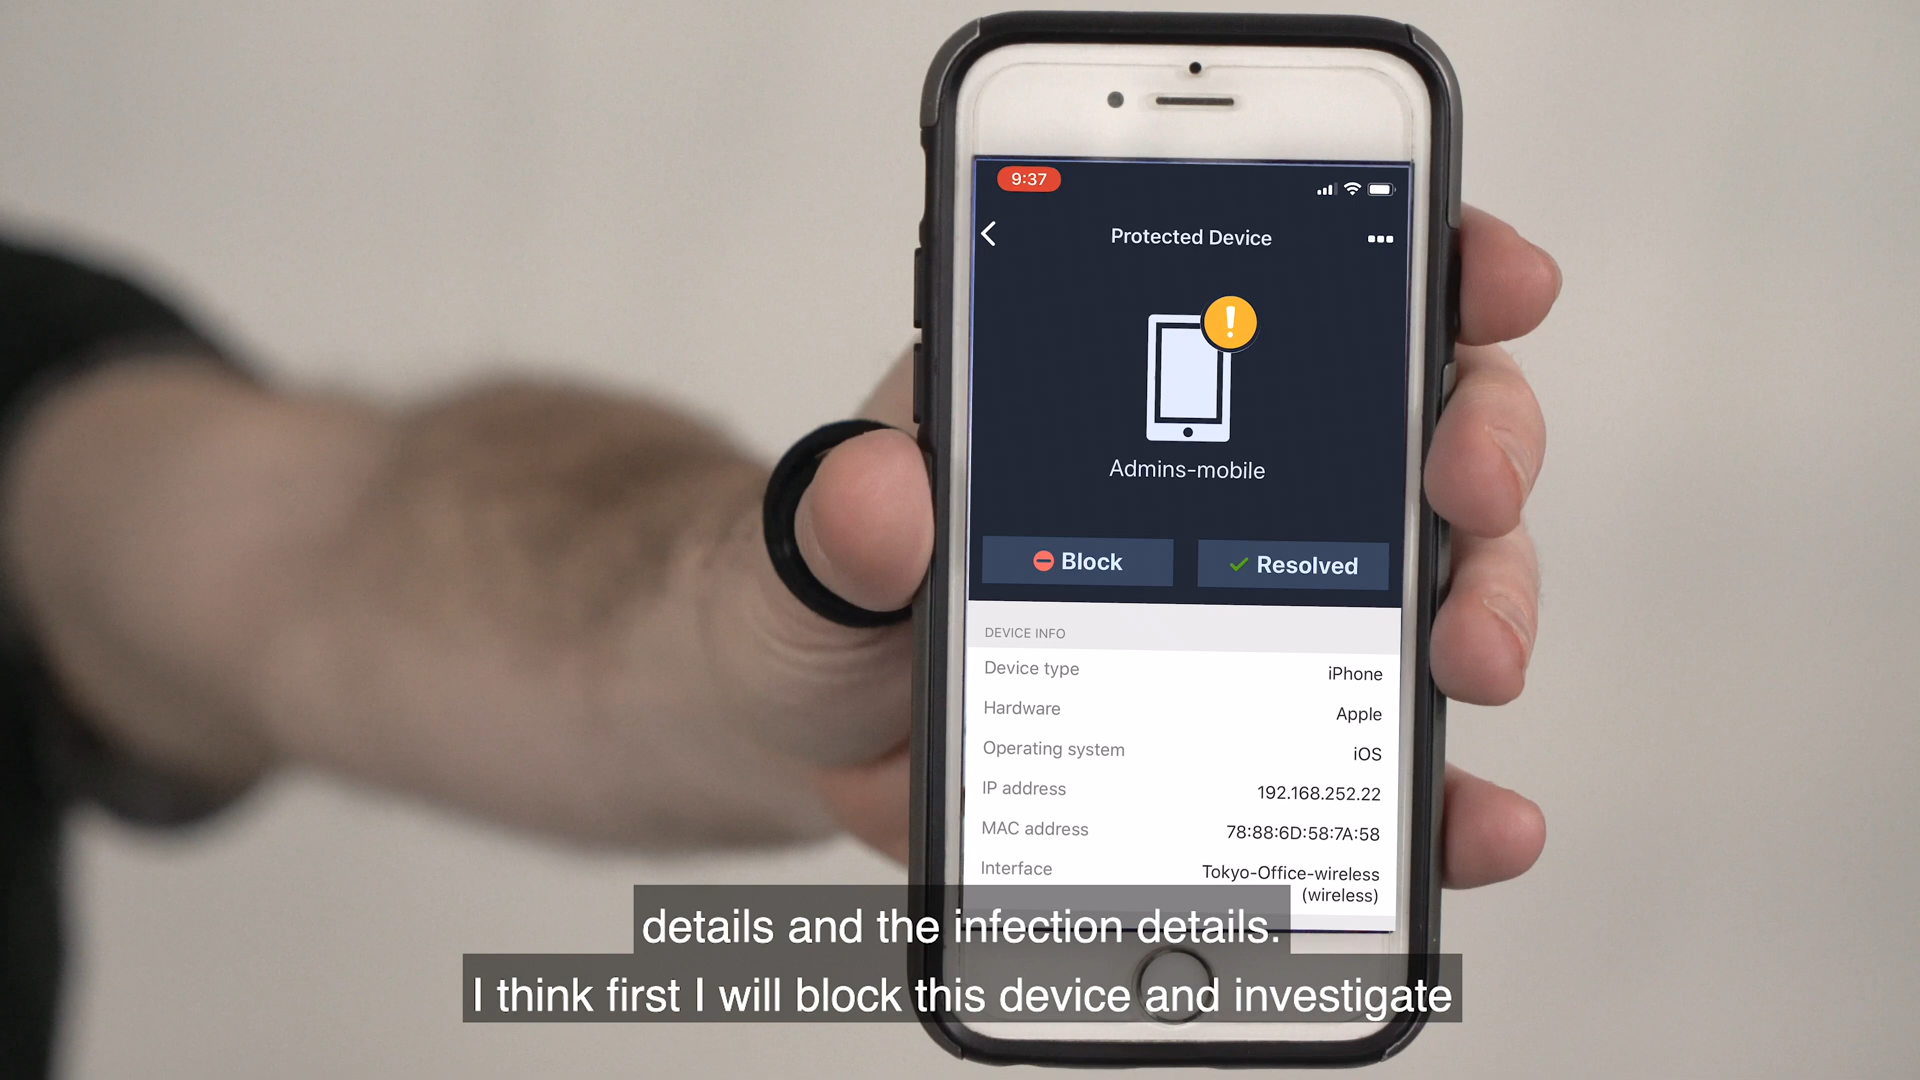 9:37
Protected Device
Admins-mobile
Block
Resolved
DEVICE INFO
Device type iPhone
Hardware Apple
Operating system iOS
IP address 192.168.252.22
MAC address 78:88:6D:58:7A:58
Interface Tokyo-Office-wireless
(wireless)
details and the infection details.
I think first I will block this device and investigate